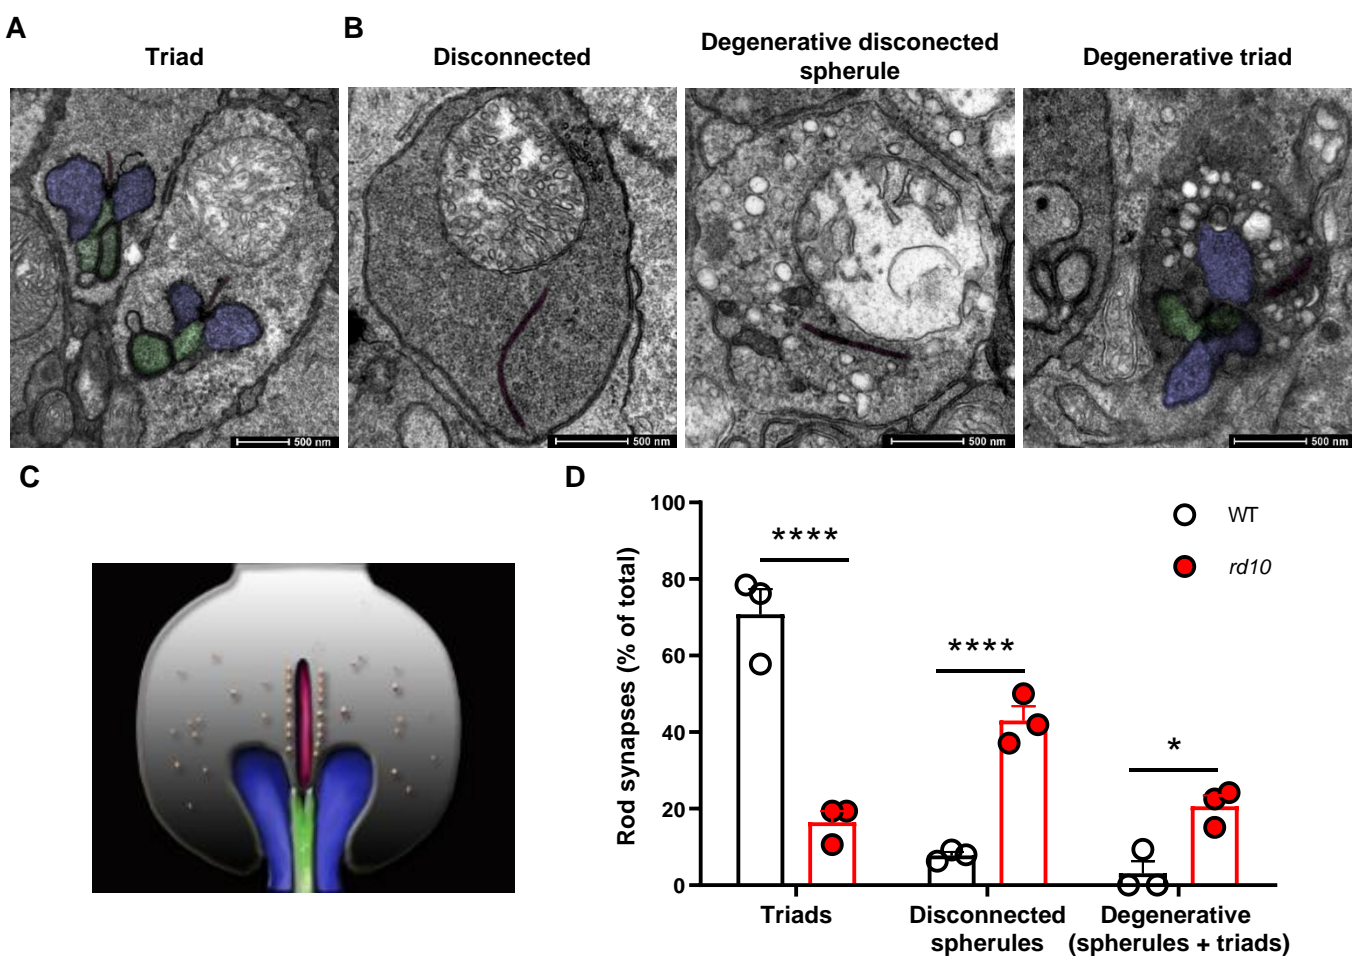 A
B
Triad
Disconnected
Degenerative disconected
spherule
Degenerative triad
500 nm
500 nm
500 nm
500 nm
C
D
Rod synapses (% of total)
100
80
60
40
20
0
****
****
*
WT
rd10
Triads
Disconnected
spherules
Degenerative
(spherules + triads)